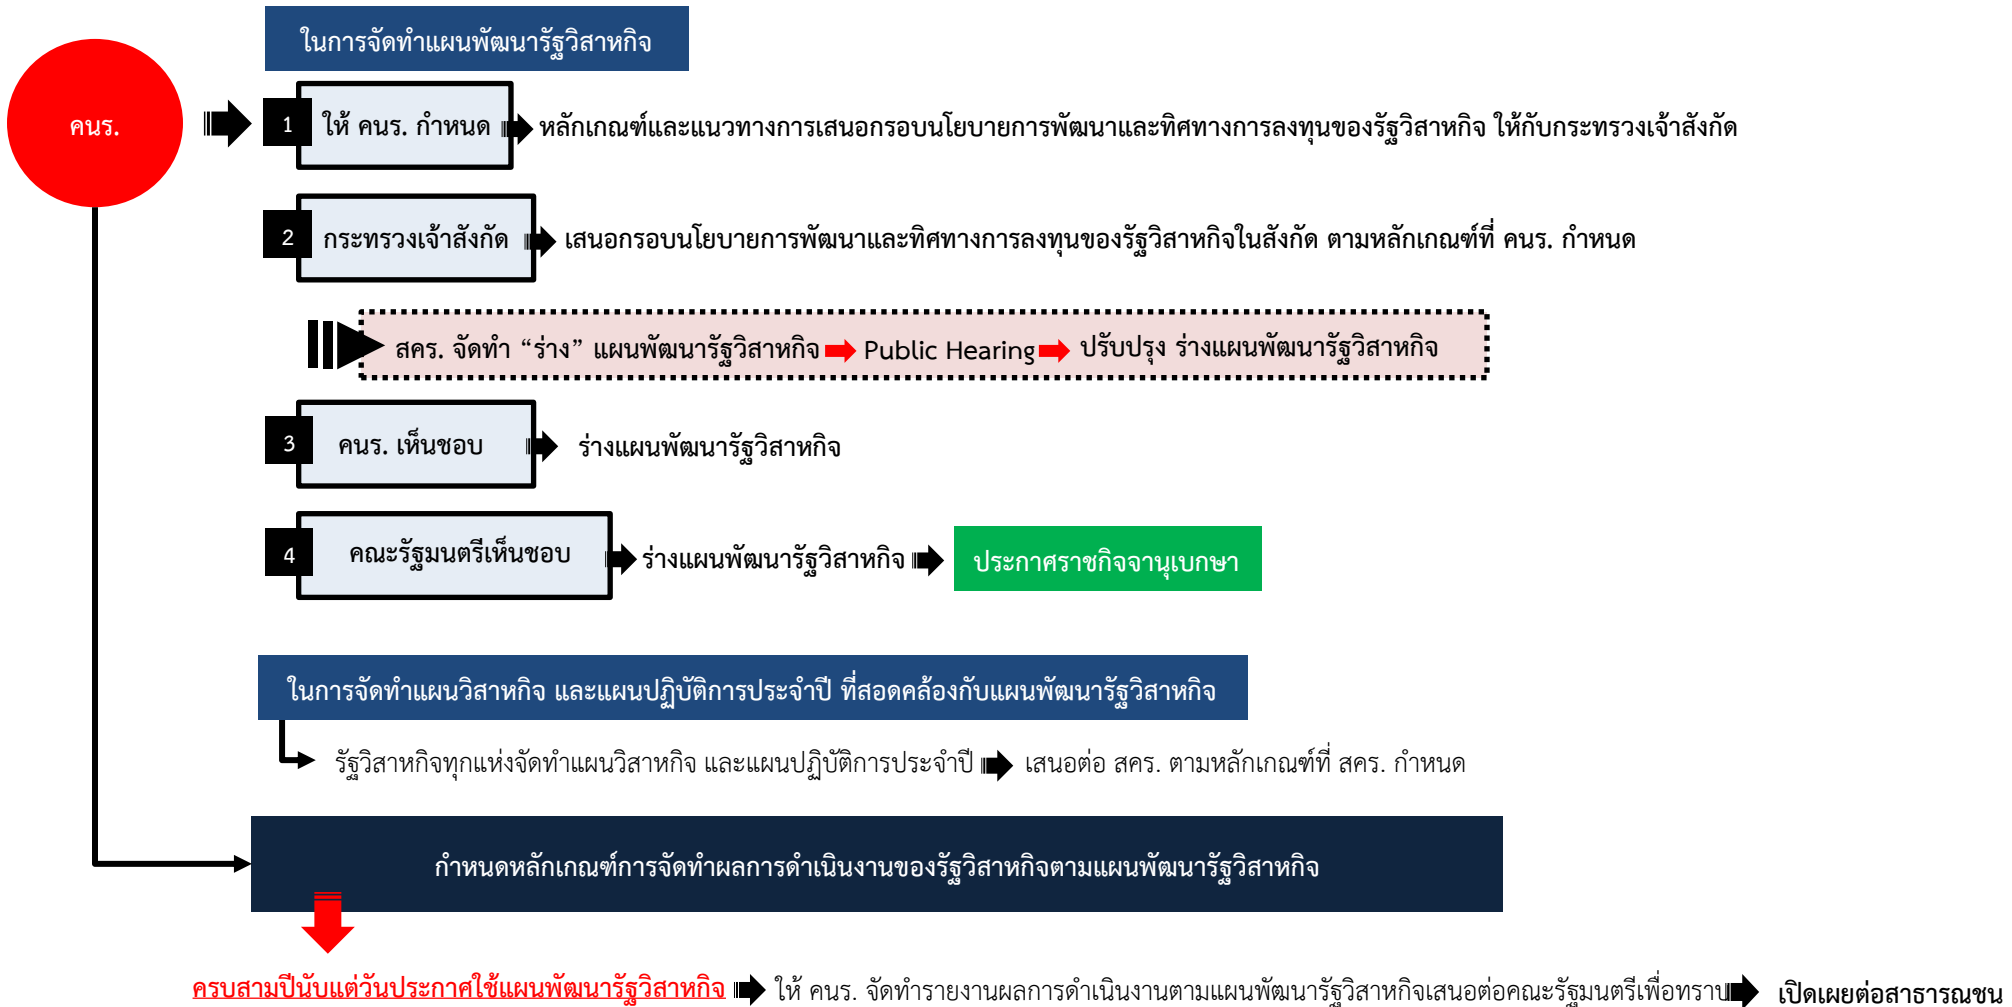 ในการจัดทำแผนพัฒนารัฐวิสาหกิจ
คนร.
1 ให้ คนร. กำหนด หลักเกณฑ์และแนวทางการเสนอกรอบนโยบายการพัฒนาและทิศทางการลงทุนของรัฐวิสาหกิจ ให้กับกระทรวงเจ้าสังกัด
2 กระทรวงเจ้าสังกัด เสนอกรอบนโยบายการพัฒนาและทิศทางการลงทุนของรัฐวิสาหกิจในสังกัด ตามหลักเกณฑ์ที่ คนร. กำหนด
สคร. จัดทำ “ร่าง” แผนพัฒนารัฐวิสาหกิจ Public Hearing ปรับปรุง ร่างแผนพัฒนารัฐวิสาหกิจ
3 คนร. เห็นชอบ ร่างแผนพัฒนารัฐวิสาหกิจ
4 คณะรัฐมนตรีเห็นชอบ ร่างแผนพัฒนารัฐวิสาหกิจ ประกาศราชกิจจานุเบกษา
ในการจัดทำแผนวิสาหกิจ และแผนปฏิบัติการประจำปี ที่สอดคล้องกับแผนพัฒนารัฐวิสาหกิจ
รัฐวิสาหกิจทุกแห่งจัดทำแผนวิสาหกิจ และแผนปฏิบัติการประจำปี เสนอต่อ สคร. ตามหลักเกณฑ์ที่ สคร. กำหนด
กำหนดหลักเกณฑ์การจัดทำผลการดำเนินงานของรัฐวิสาหกิจตามแผนพัฒนารัฐวิสาหกิจ
ครบสามปีนับแต่วันประกาศใช้แผนพัฒนารัฐวิสาหกิจ ให้ คนร. จัดทำรายงานผลการดำเนินงานตามแผนพัฒนารัฐวิสาหกิจเสนอต่อคณะรัฐมนตรีเพื่อทราบ เปิดเผยต่อสาธารณชน